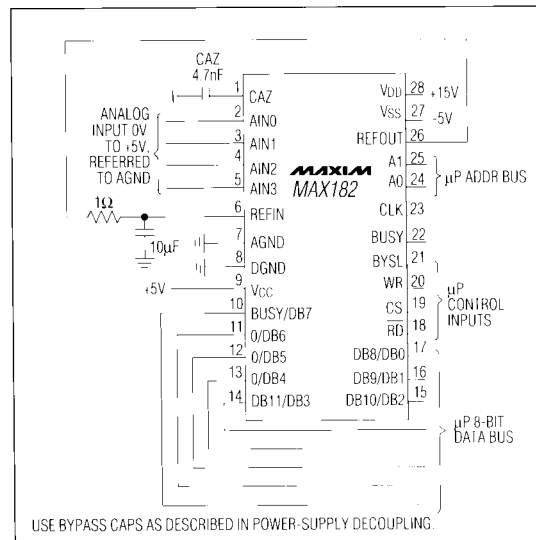 CAZ
4.7nF
1 CAZ
2 AIN0
3 AIN1
4 AIN2
5 AIN3
6 REFIN
7 AGND
8 DGND
9 VCC
10 BUSY/DB7
11 0/DB6
12 0/DB5
13 0/DB4
14 DB11/DB3
ANALOG
INPUT 0V
TO +5V,
REFERRED
TO AGND
1Ω
10µF
+5V
MAXIM
MAX182
VDD 28 +15V
VSS 27 -5V
REFOUT 26
A1 25
A0 24
CLK 23
BUSY 22
BYSL 21
WR 20
CS 19
RD 18
DB8/DB0 17
DB9/DB1 16
DB10/DB2 15
µP ADDR BUS
µP
CONTROL
INPUTS
µP 8-BIT
DATA BUS
USE BYPASS CAPS AS DESCRIBED IN POWER-SUPPLY DECOUPLING.